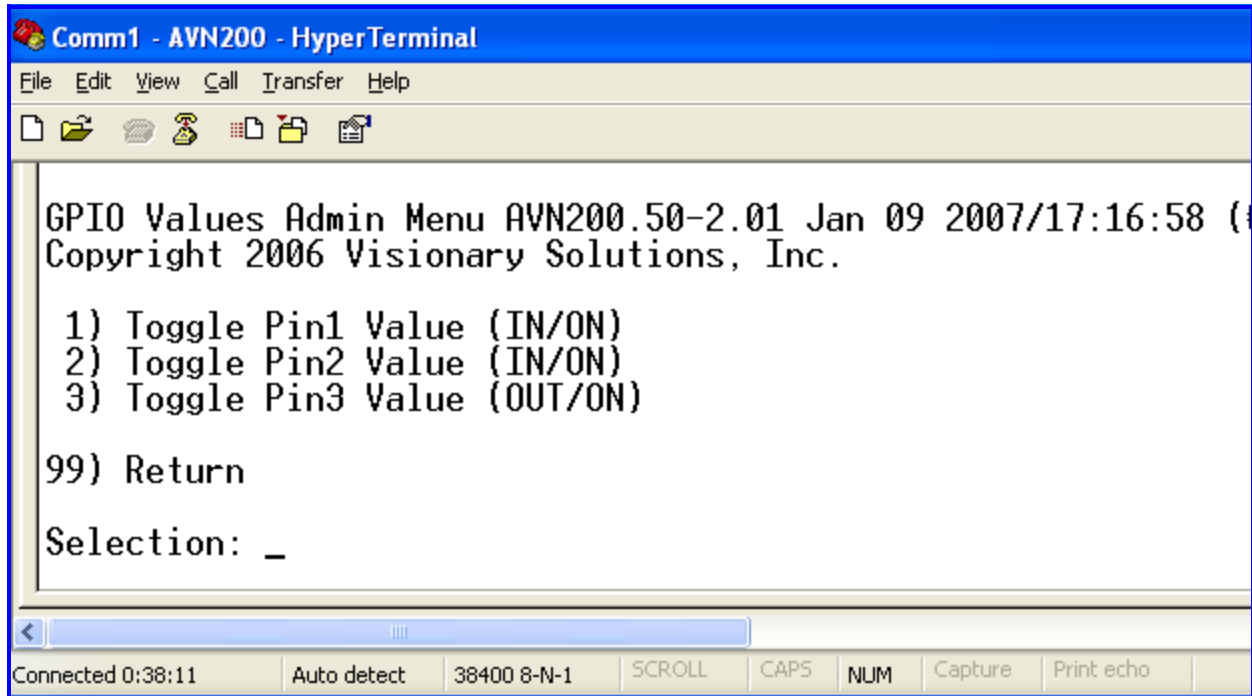 Comm1 - AVN200 - HyperTerminal
File Edit View Call Transfer Help
GPIO Values Admin Menu AVN200.50-2.01 Jan 09 2007/17:16:58 (
Copyright 2006 Visionary Solutions, Inc.
1) Toggle Pin1 Value (IN/ON)
2) Toggle Pin2 Value (IN/ON)
3) Toggle Pin3 Value (OUT/ON)
99) Return
Selection: _
Connected 0:38:11 Auto detect 38400 8-N-1 SCROLL CAPS NUM Capture Print echo